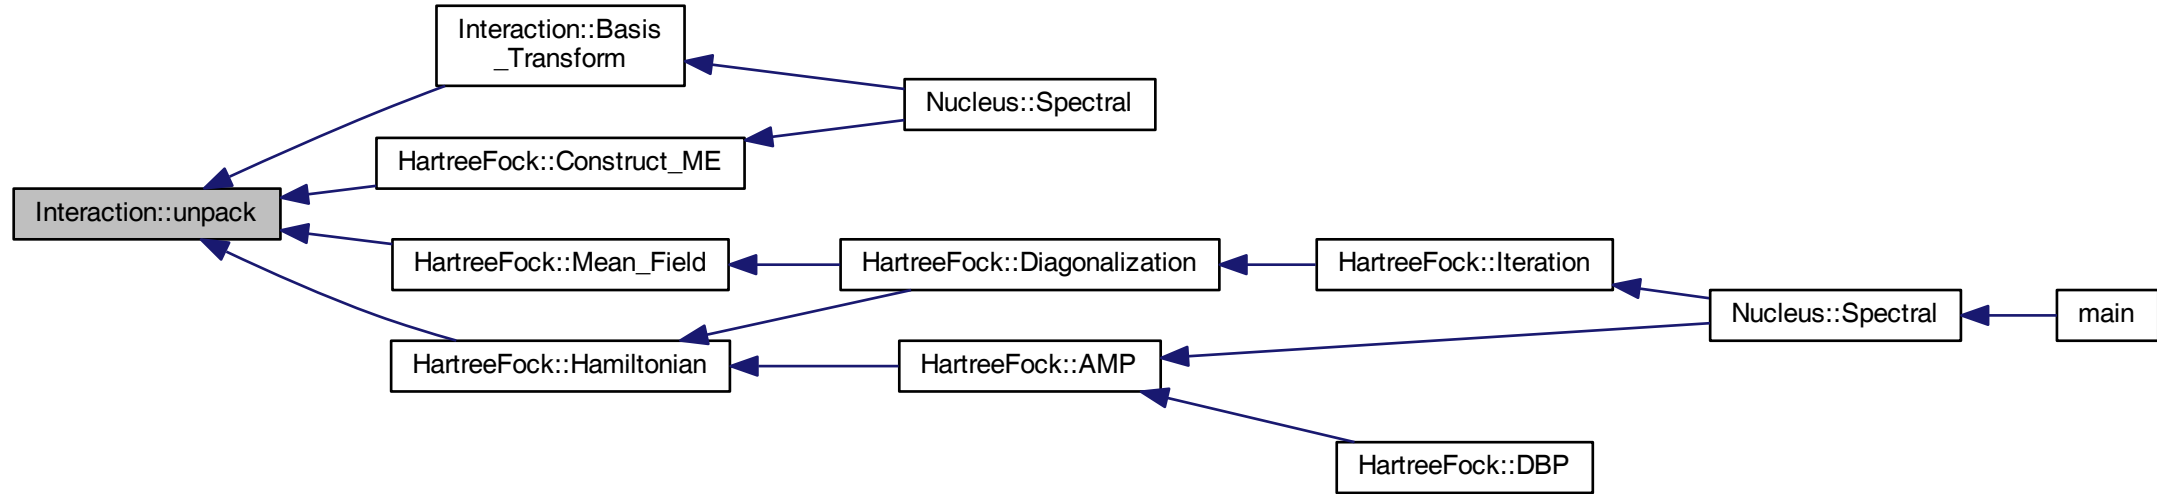 Interaction::Basis
_Transform
Nucleus::Spectral
HartreeFock::Construct_ME
Interaction::unpack
HartreeFock::Mean_Field
HartreeFock::Diagonalization
HartreeFock::Iteration
Nucleus::Spectral
main
HartreeFock::Hamiltonian
HartreeFock::AMP
HartreeFock::DBP